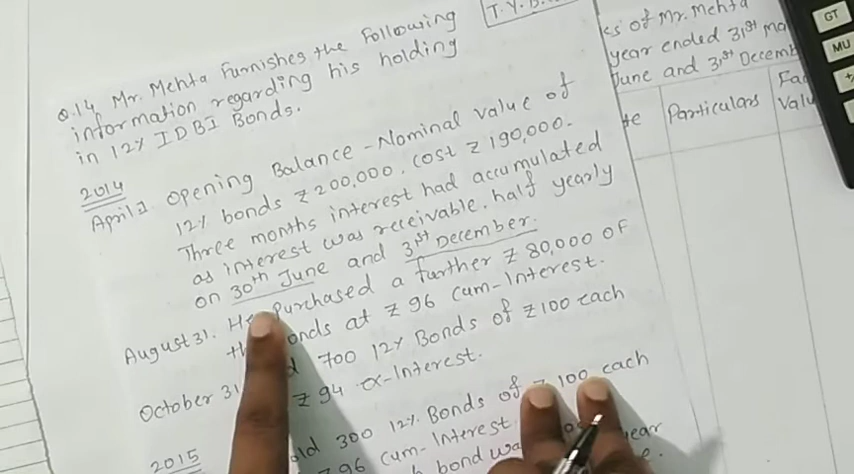 T.Y.B.
Q.14 Mr. Mehta Furnishes the Following
information regarding his holding
in 12% IDBI Bonds.
2014
April 1 Opening Balance - Nominal value of
12% bonds ₹ 200,000. cost ₹ 190,000.
Three months interest had accumulated
as interest was receivable half yearly
on 30th June and 31st December.
August 31. He Purchased a further ₹ 80,000 OF
bonds at ₹ 96 Cum-Interest.
October 31 700 12% Bonds of ₹100 each
₹ 94 ex-Interest.
2015
300 12% Bonds of ₹ 100 each
₹ 96 cum-Interest
bond year
of Mr. Mehta
year ended 31st
June and 31st Decemb
Particulars
Fac
Valu
GT
MU